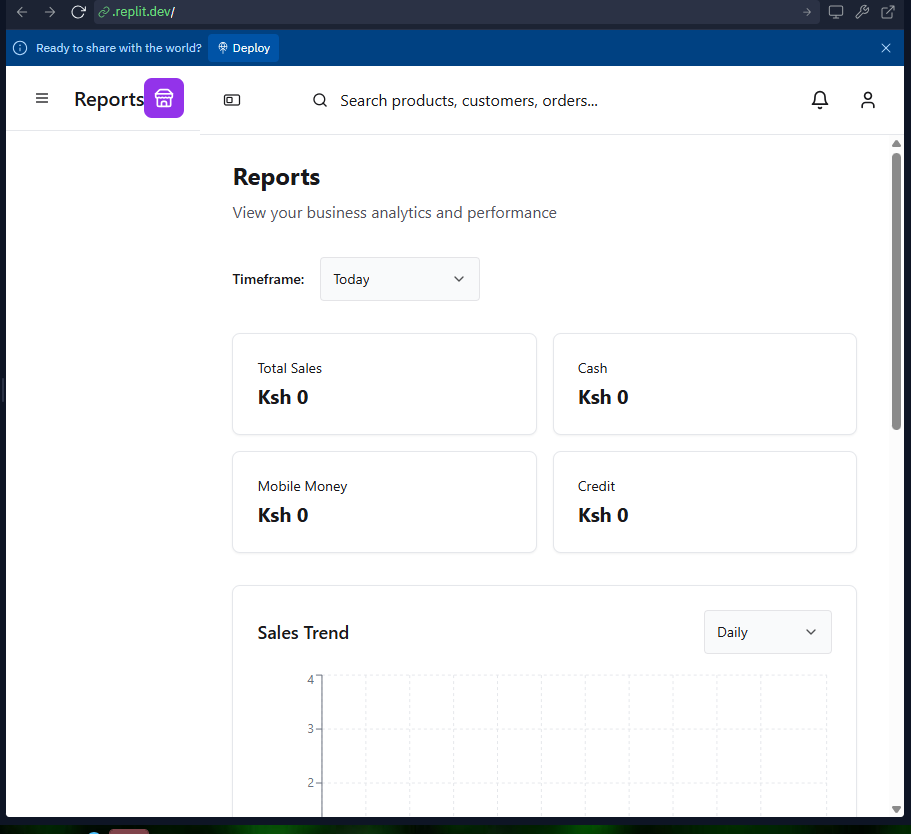 .replit.dev/
Ready to share with the world? Deploy
Reports
Search products, customers, orders...
Reports
View your business analytics and performance
Timeframe: Today
Total Sales
Ksh 0
Cash
Ksh 0
Mobile Money
Ksh 0
Credit
Ksh 0
Sales Trend
Daily
4
3
2